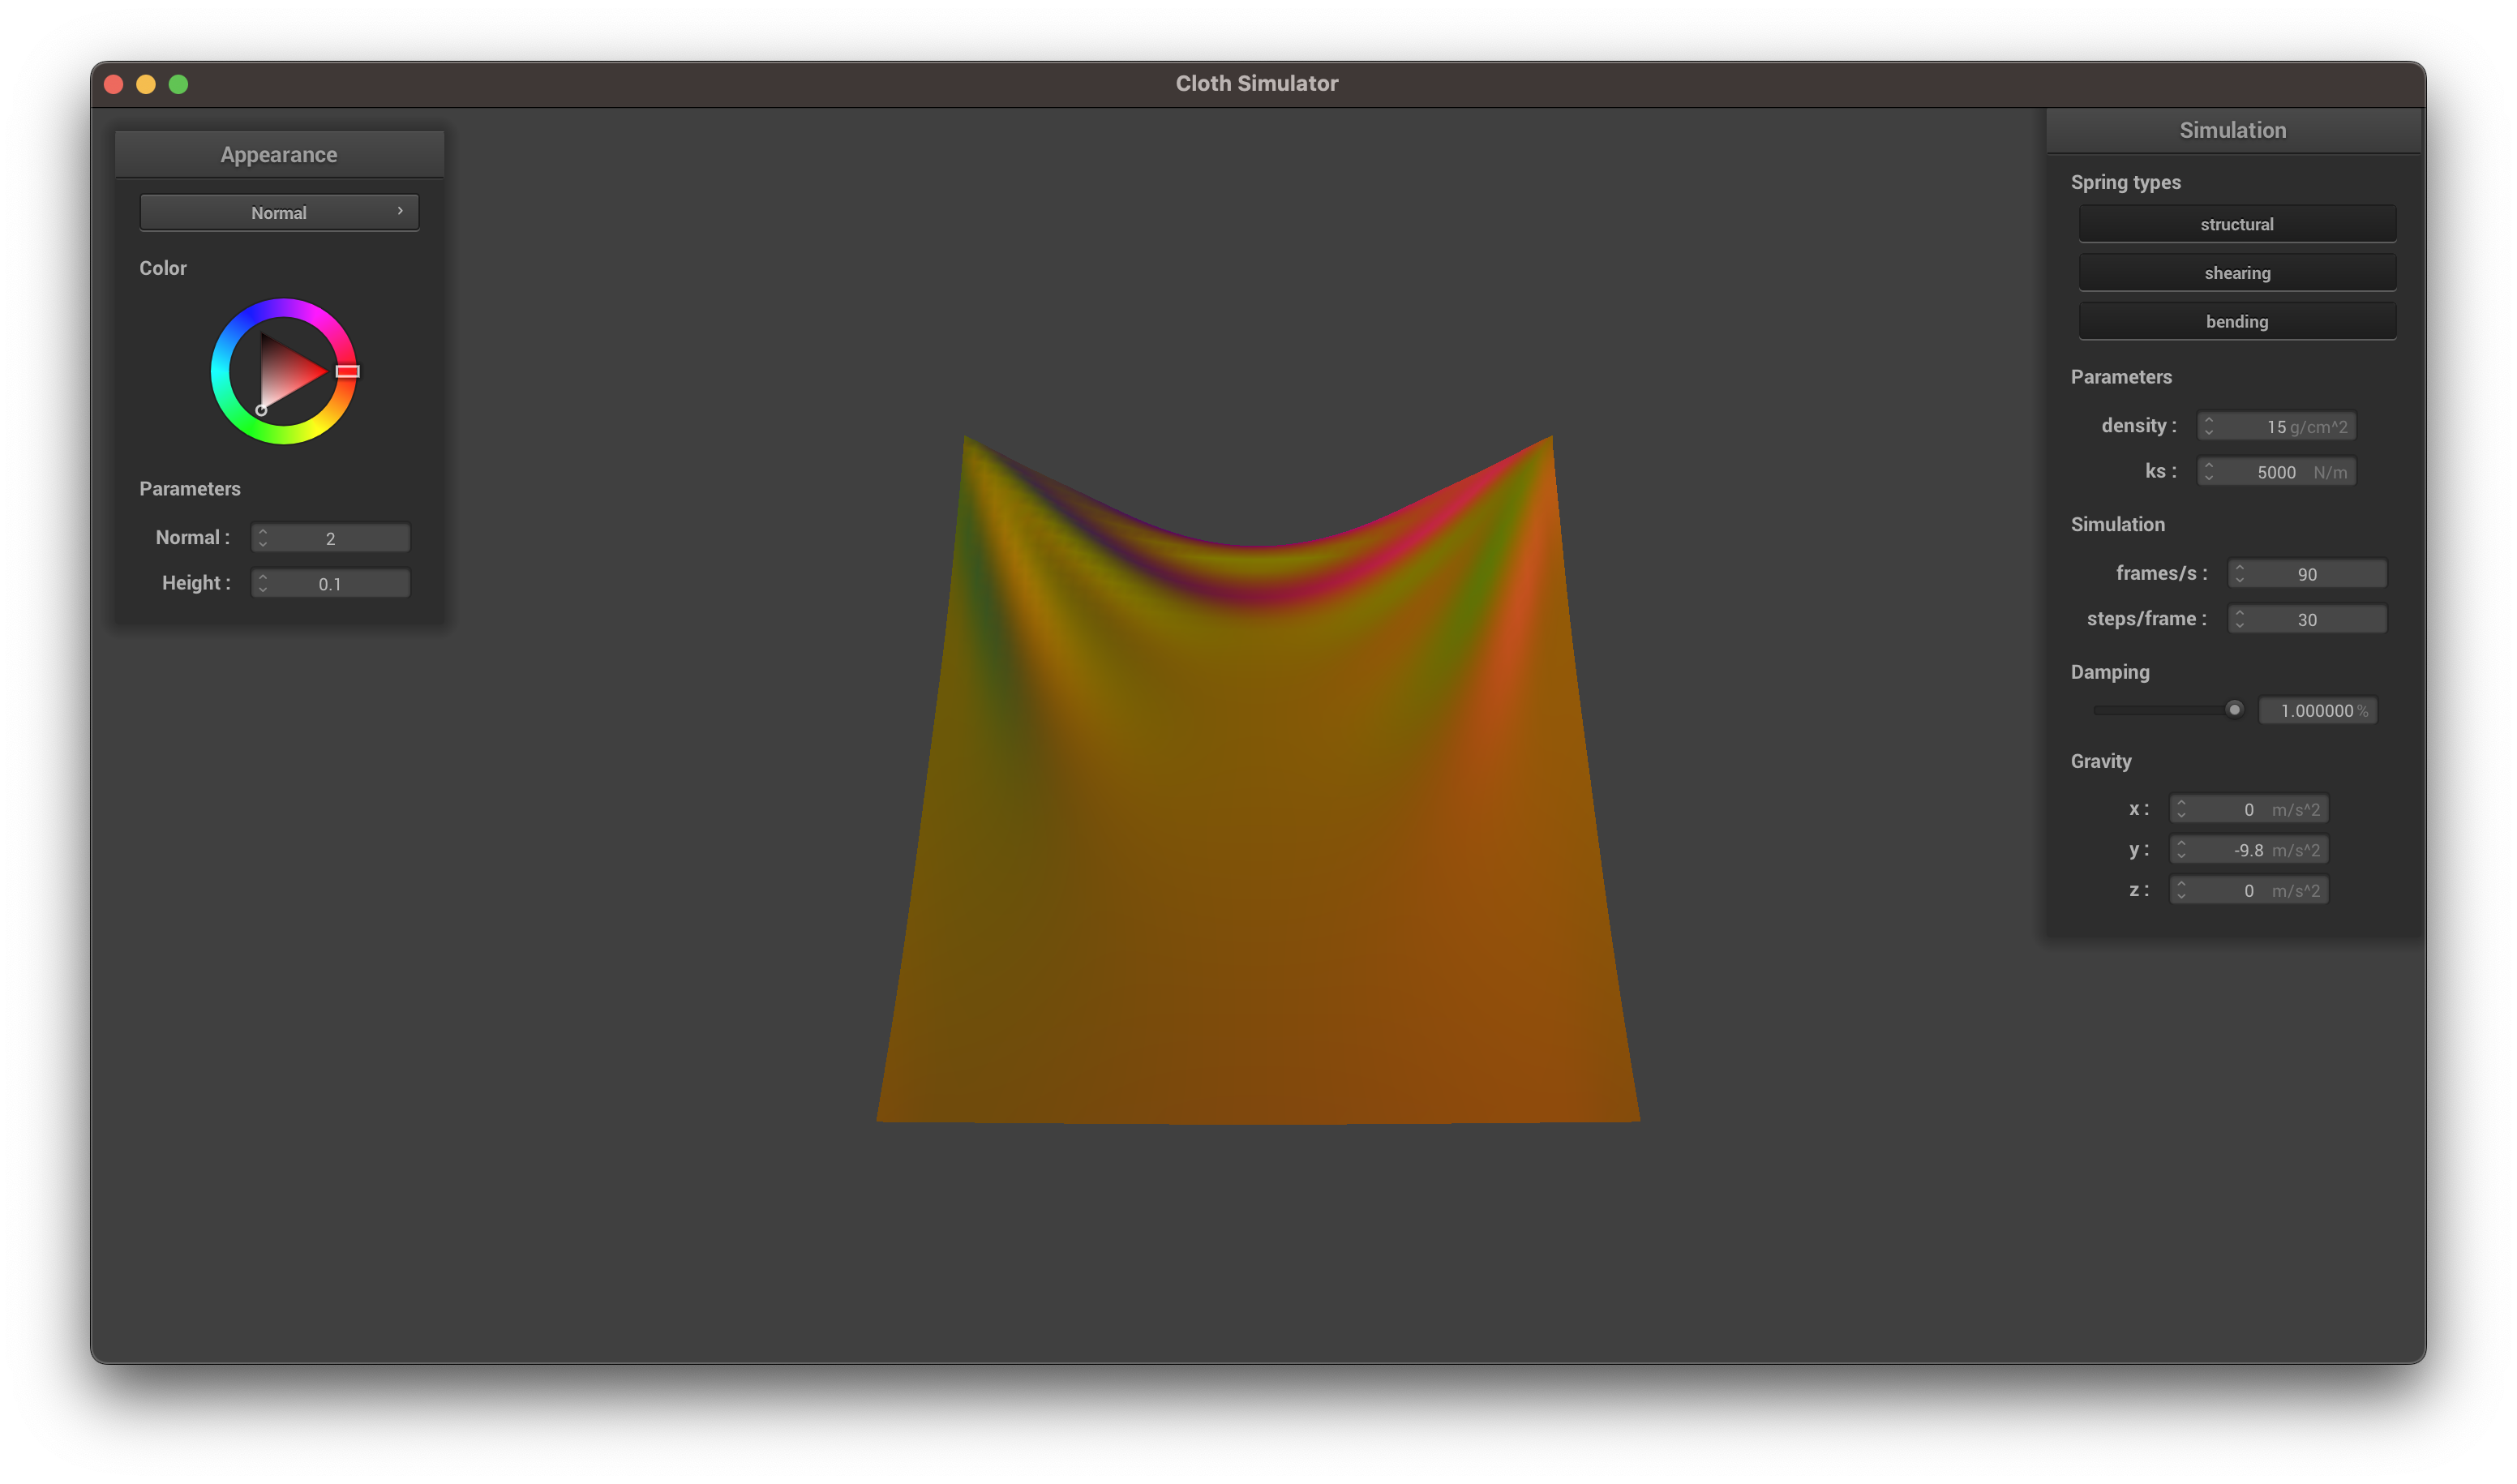 Cloth Simulator
Appearance
Normal
Color
Parameters
Normal : 2
Height : 0.1
Simulation
Spring types
structural
shearing
bending
Parameters
density : 15 g/cm^2
ks : 5000 N/m
Simulation
frames/s : 90
steps/frame : 30
Damping
1.000000 %
Gravity
x : 0 m/s^2
y : -9.8 m/s^2
z : 0 m/s^2